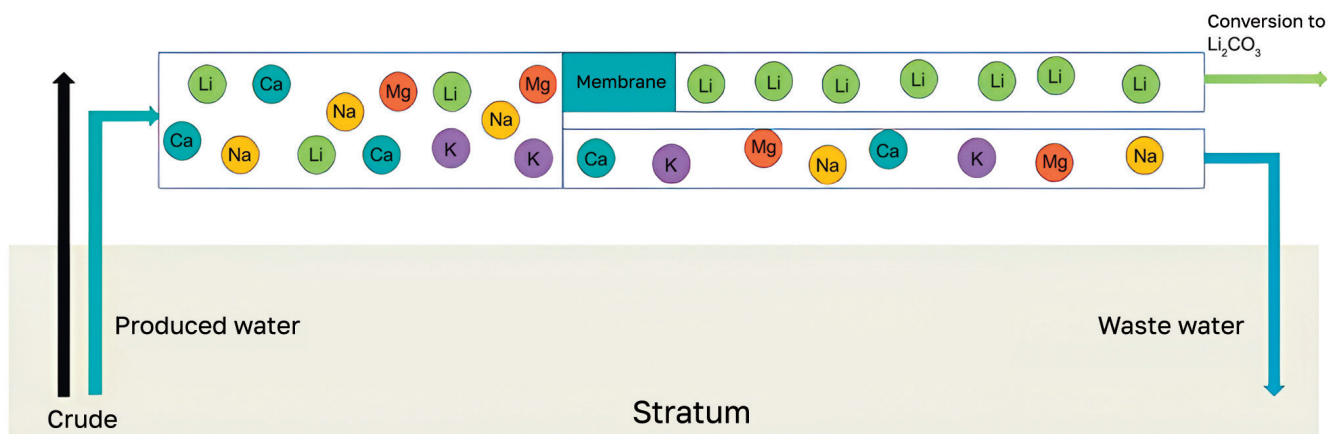 Conversion to
Li₂CO₃
Li
Ca
Mg
Li
Mg
Na
Na
Ca
Na
Li
Ca
K
K
Membrane
Li
Li
Li
Li
Li
Li
Li
Ca
K
Mg
Na
Ca
K
Mg
Na
Produced water
Waste water
Crude
Stratum